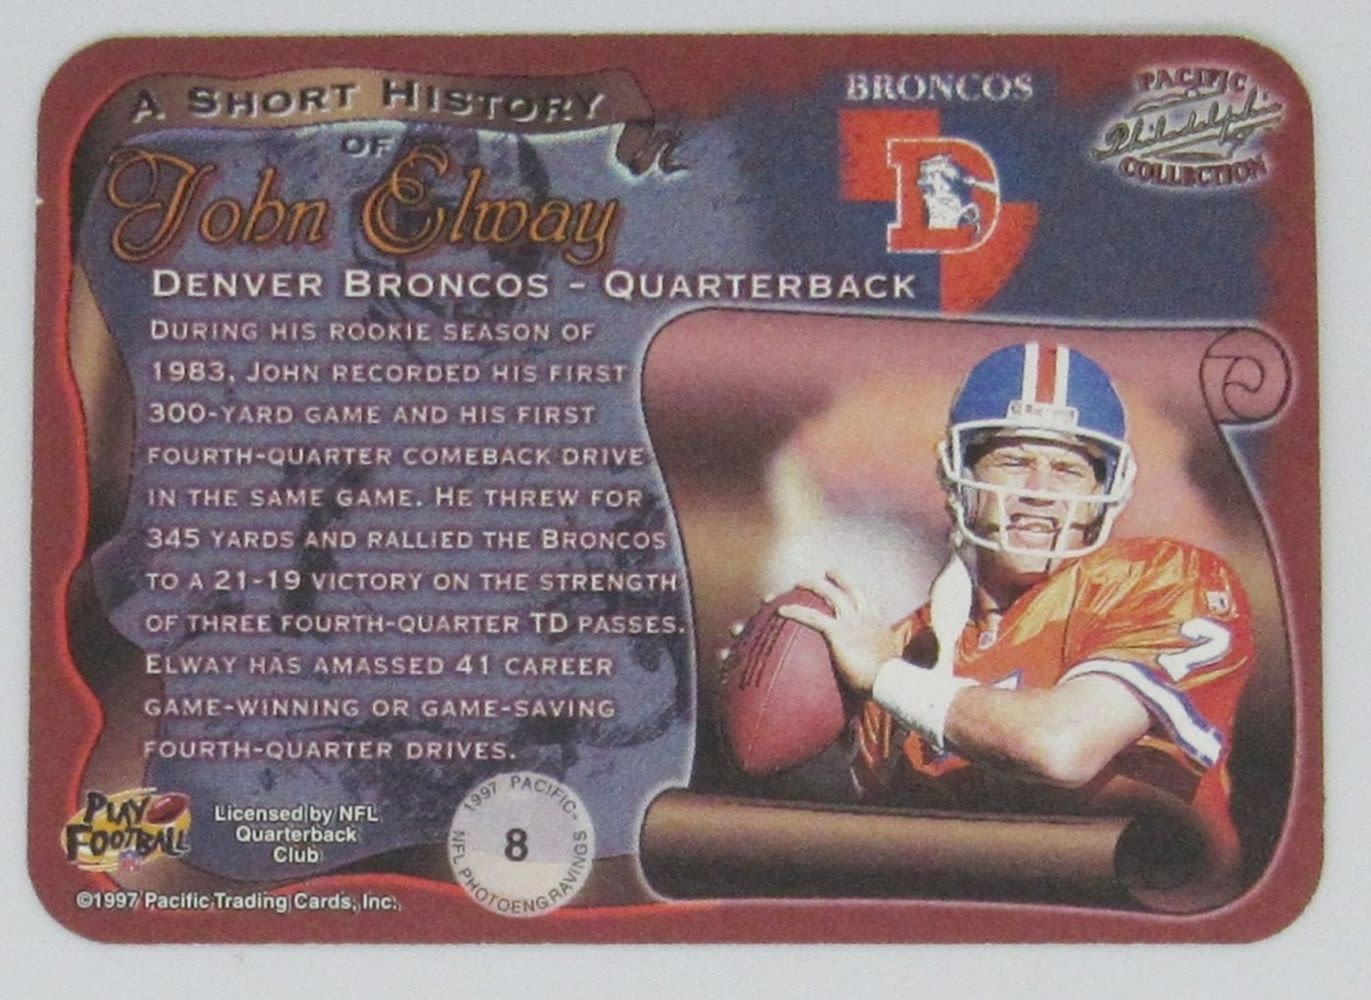 A SHORT HISTORY
OF
John Elway
DENVER BRONCOS - QUARTERBACK
DURING HIS ROOKIE SEASON OF
1983, JOHN RECORDED HIS FIRST
300-YARD GAME AND HIS FIRST
FOURTH-QUARTER COMEBACK DRIVE
IN THE SAME GAME. HE THREW FOR
345 YARDS AND RALLIED THE BRONCOS
TO A 21-19 VICTORY ON THE STRENGTH
OF THREE FOURTH-QUARTER TD PASSES.
ELWAY HAS AMASSED 41 CAREER
GAME-WINNING OR GAME-SAVING
FOURTH-QUARTER DRIVES.
BRONCOS
D
PACIFIC
Philadelphia
COLLECTION
2
PLAY
FOOTBALL
Licensed by NFL
Quarterback
Club
1997 PACIFIC-
NFL PHOTOENGRAVINGS
8
©1997 Pacific Trading Cards, Inc.